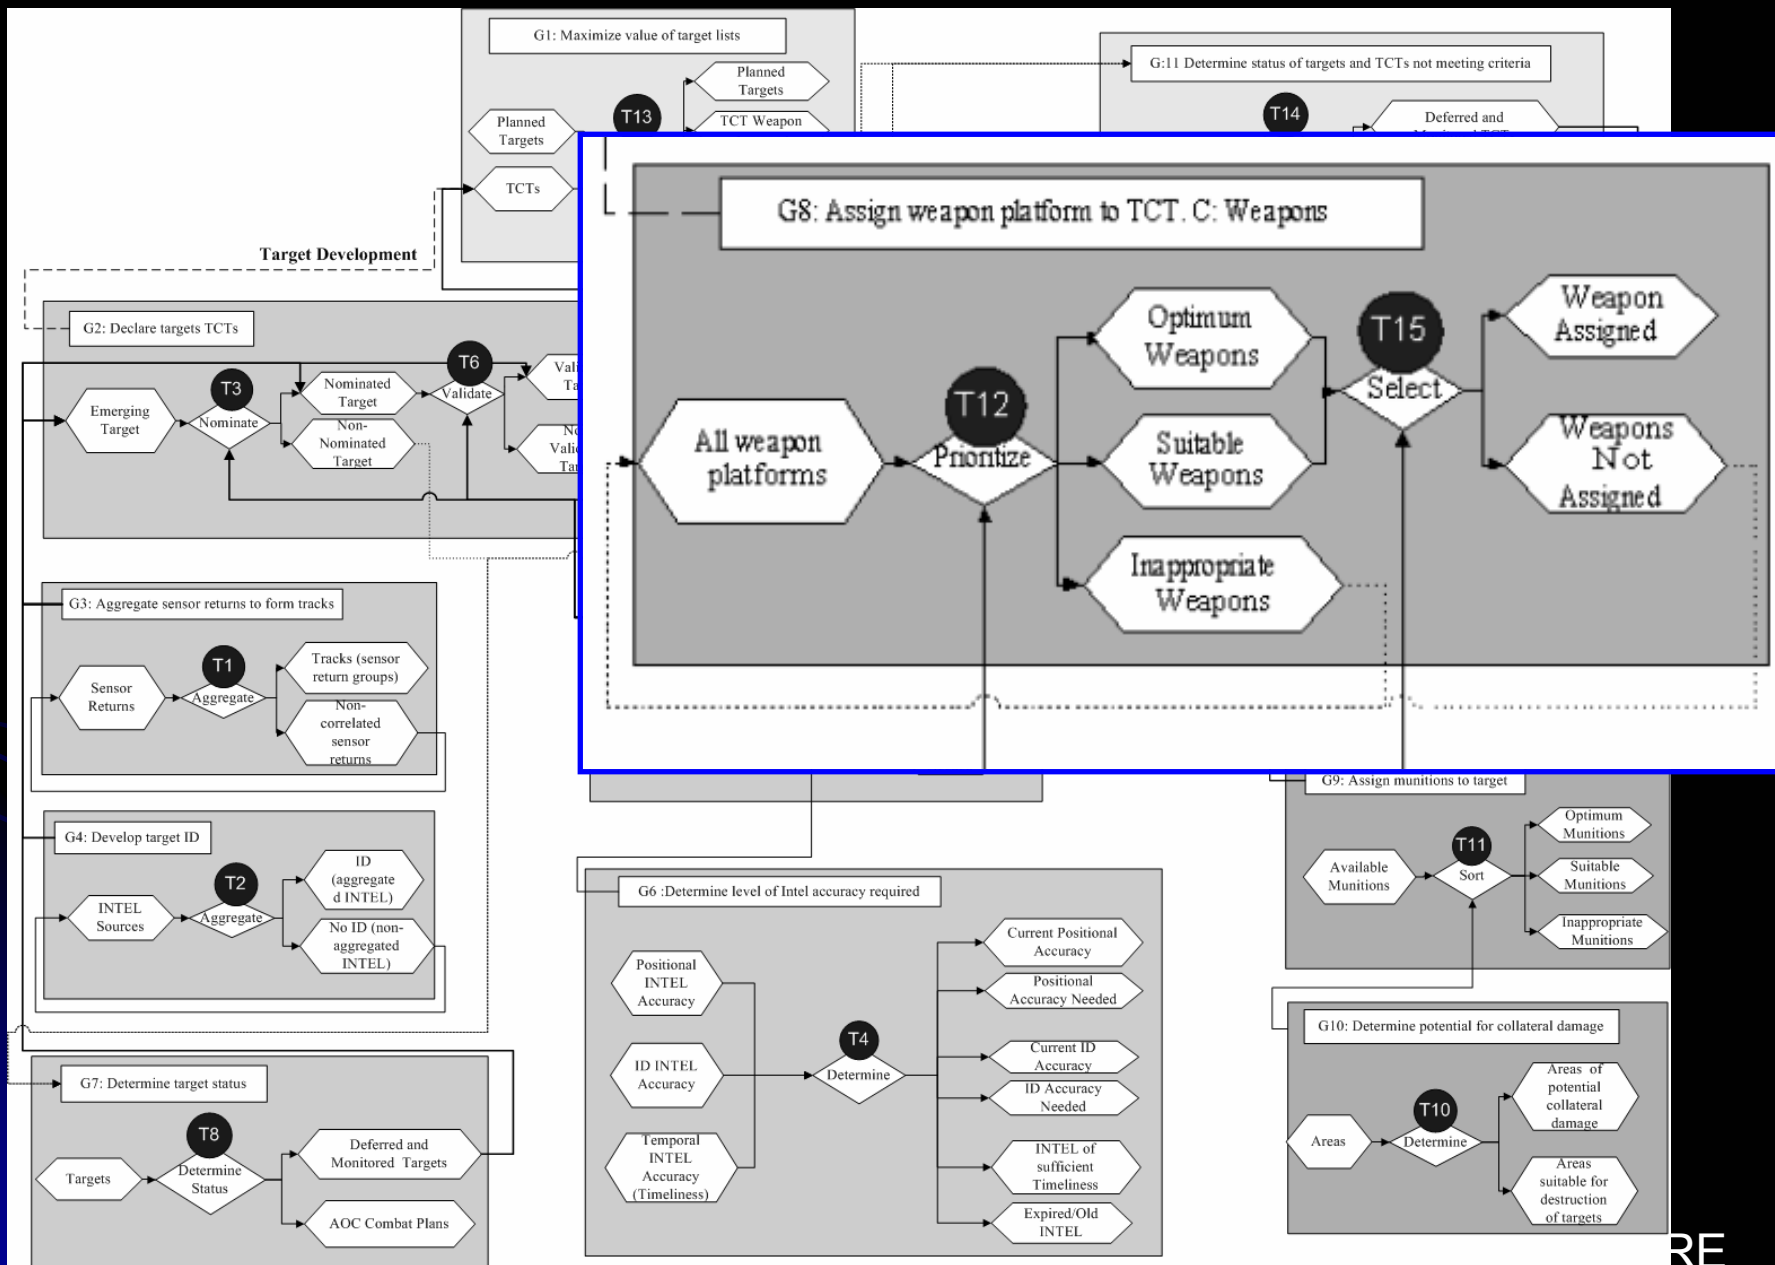 G1: Maximize value of target lists
Planned
Targets
T13
Planned
Targets
TCT Weapon
TCTs
G:11 Determine status of targets and TCTs not meeting criteria
T14
Deferred and
Target Development
G2: Declare targets TCTs
Emerging
Target
T3
Nominate
Nominated
Target
Non-
Nominated
Target
T6
Validate
G8: Assign weapon platform to TCT. C: Weapons
All weapon
platforms
T12
Prioritize
Optimum
Weapons
Suitable
Weapons
Inappropriate
Weapons
T15
Select
Weapon
Assigned
Weapons
Not
Assigned
G3: Aggregate sensor returns to form tracks
Sensor
Returns
T1
Aggregate
Tracks (sensor
return groups)
Non-
correlated
sensor
returns
G4: Develop target ID
INTEL
Sources
T2
Aggregate
ID
(aggregate
d INTEL)
No ID (non-
aggregated
INTEL)
G7: Determine target status
Targets
T8
Determine
Status
Deferred and
Monitored Targets
AOC Combat Plans
G6 :Determine level of Intel accuracy required
Positional
INTEL
Accuracy
ID INTEL
Accuracy
Temporal
INTEL
Accuracy
(Timeliness)
T4
Determine
Current Positional
Accuracy
Positional
Accuracy Needed
Current ID
Accuracy
ID Accuracy
Needed
INTEL of
sufficient
Timeliness
Expired/Old
INTEL
G9: Assign munitions to target
Available
Munitions
T11
Sort
Optimum
Munitions
Suitable
Munitions
Inappropriate
Munitions
G10: Determine potential for collateral damage
Areas
T10
Determine
Areas of
potential
collateral
damage
Areas
suitable for
destruction
of targets
RE